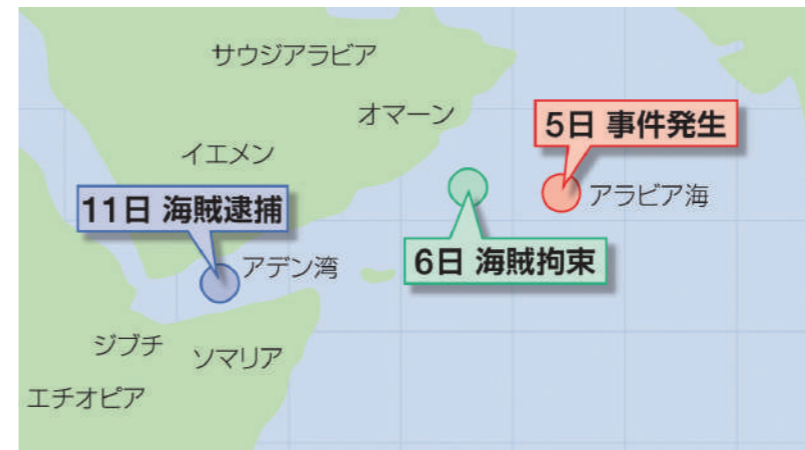 サウジアラビア
オマーン
5日 事件発生
イエメン
アラビア海
11日 海賊逮捕
6日 海賊拘束
アデン湾
ジブチ
ソマリア
エチオピア